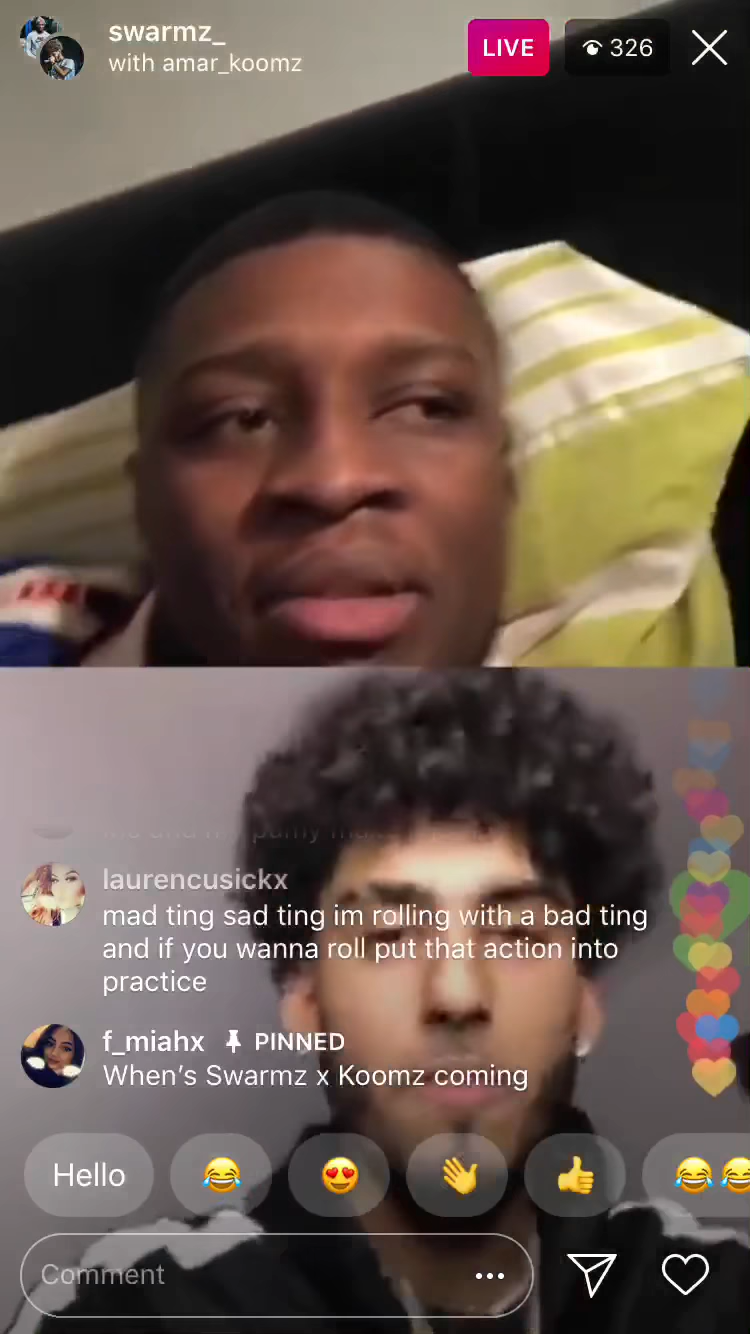 swarmz_
with amar_koomz
LIVE
326
laurencusickx
mad ting sad ting im rolling with a bad ting
and if you wanna roll put that action into
practice
f_miahx PINNED
When's Swarmz x Koomz coming
Hello
Comment